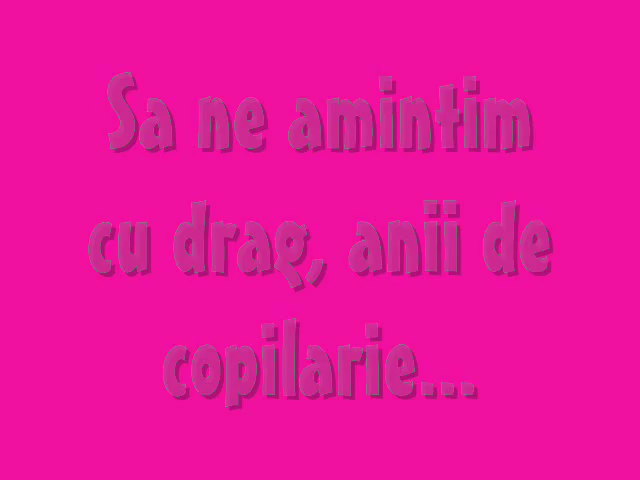 Sa ne amintim
cu drag, anii de
copilarie...